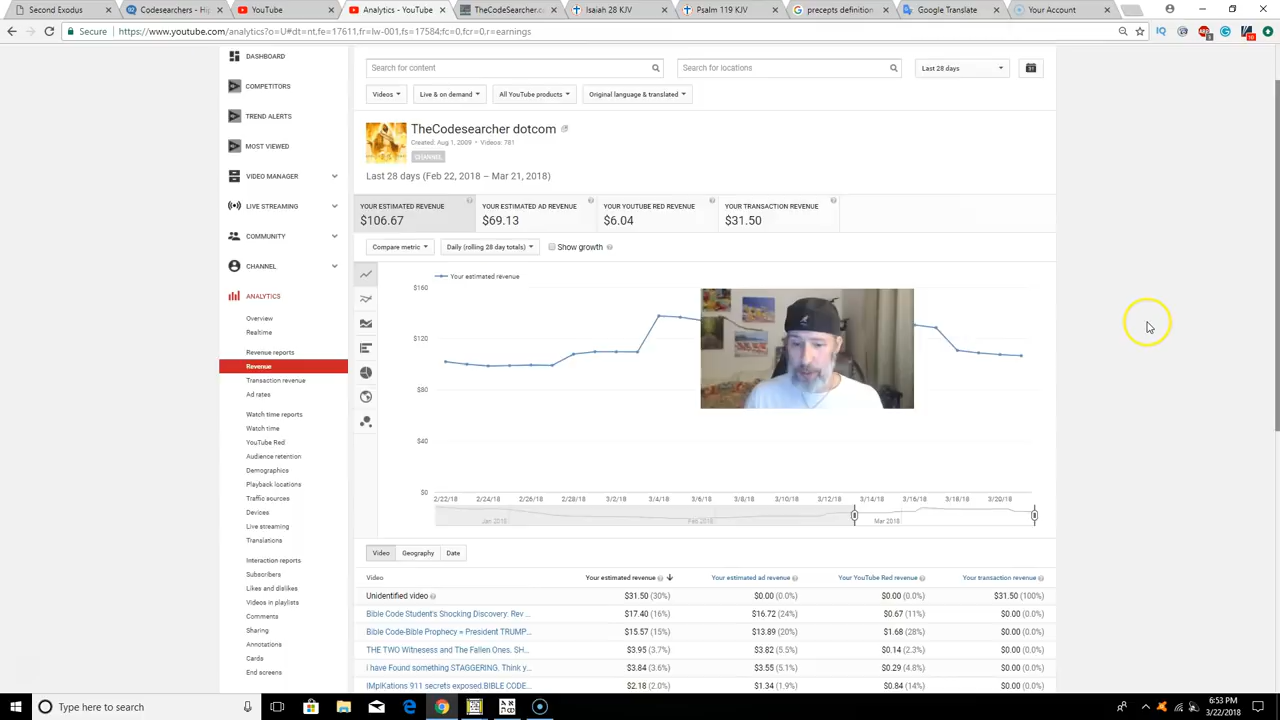 Second Exodus
Codesearchers - Hi
YouTube
Analytics - YouTube
TheCodeSearcher.co
Isaiah 28 KJV
Psalm 119 KJV
precepts definition
Google Translate
Your Account
Secure
https://www.youtube.com/analytics?o=U#dt=nt,fe=17611,fr=lw-001,fs=17584;fc=0,fcr=0,r=earnings
DASHBOARD
COMPETITORS
TREND ALERTS
MOST VIEWED
VIDEO MANAGER
LIVE STREAMING
COMMUNITY
CHANNEL
ANALYTICS
Overview
Realtime
Revenue reports
Revenue
Transaction revenue
Ad rates
Watch time reports
Watch time
YouTube Red
Audience retention
Demographics
Playback locations
Traffic sources
Devices
Live streaming
Translations
Interaction reports
Subscribers
Likes and dislikes
Videos in playlists
Comments
Sharing
Annotations
Cards
End screens
Search for content
Search for locations
Last 28 days
Videos
Live & on demand
All YouTube products
Original language & translated
TheCodesearcher dotcom
Created: Aug 1, 2009 • Videos: 781
CHANNEL
Last 28 days (Feb 22, 2018 – Mar 21, 2018)
YOUR ESTIMATED REVENUE
$106.67
YOUR ESTIMATED AD REVENUE
$69.13
YOUR YOUTUBE RED REVENUE
$6.04
YOUR TRANSACTION REVENUE
$31.50
Compare metric
Daily (rolling 28 day totals)
Show growth
Your estimated revenue
$160
$120
$80
$40
$0
2/22/18 2/24/18 2/26/18 2/28/18 3/2/18 3/4/18 3/6/18 3/8/18 3/10/18 3/12/18 3/14/18 3/16/18 3/18/18 3/20/18
Jan 2018 Feb 2018 Mar 2018
Video Geography Date
Video Your estimated revenue Your estimated ad revenue Your YouTube Red revenue Your transaction revenue
Unidentified video $31.50 (30%) $0.00 (0.0%) $0.00 (0.0%) $31.50 (100%)
Bible Code Student's Shocking Discovery: Rev ... $17.40 (16%) $16.72 (24%) $0.67 (11%) $0.00 (0.0%)
Bible Code-Bible Prophecy = President TRUMP... $15.57 (15%) $13.89 (20%) $1.68 (28%) $0.00 (0.0%)
THE TWO Witnesess and The Fallen Ones. SH... $3.95 (3.7%) $3.82 (5.5%) $0.14 (2.3%) $0.00 (0.0%)
I have Found something STAGGERING. Think y... $3.84 (3.6%) $3.55 (5.1%) $0.29 (4.8%) $0.00 (0.0%)
IMplKations 911 secrets exposed BIBLE CODE... $2.18 (2.0%) $1.34 (1.9%) $0.84 (14%) $0.00 (0.0%)
Type here to search
6:53 PM
3/22/2018